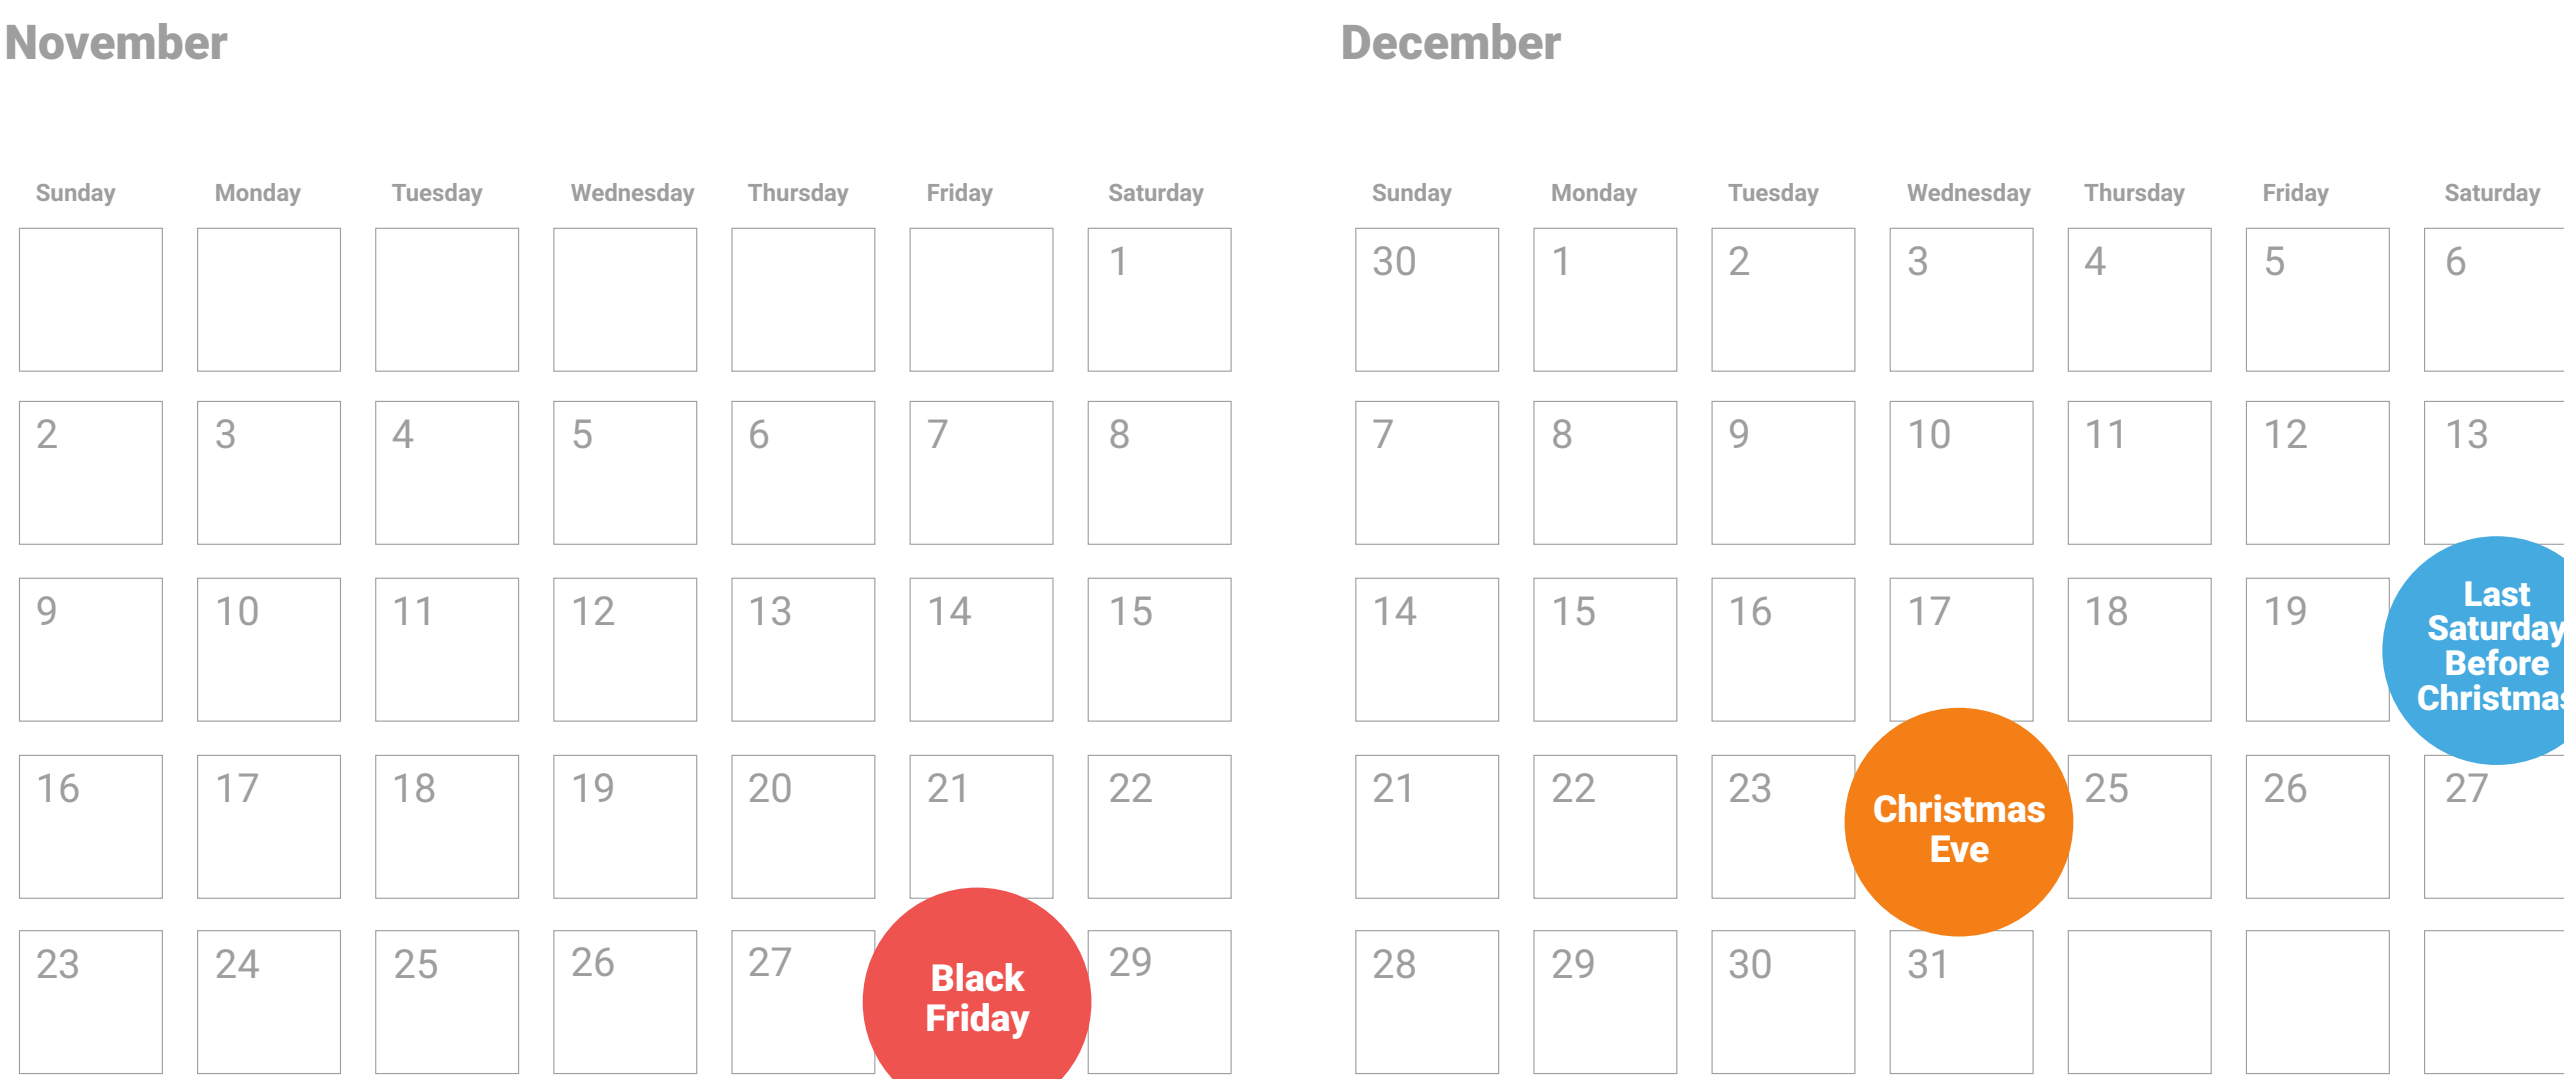 November
Sunday Monday Tuesday Wednesday Thursday Friday Saturday
1
2 3 4 5 6 7 8
9 10 11 12 13 14 15
16 17 18 19 20 21 22
23 24 25 26 27 29
Black
Friday
December
Sunday Monday Tuesday Wednesday Thursday Friday Saturday
30 1 2 3 4 5 6
7 8 9 10 11 12 13
14 15 16 17 18 19
Last
Saturday
Before
Christmas
21 22 23 25 26 27
Christmas
Eve
28 29 30 31